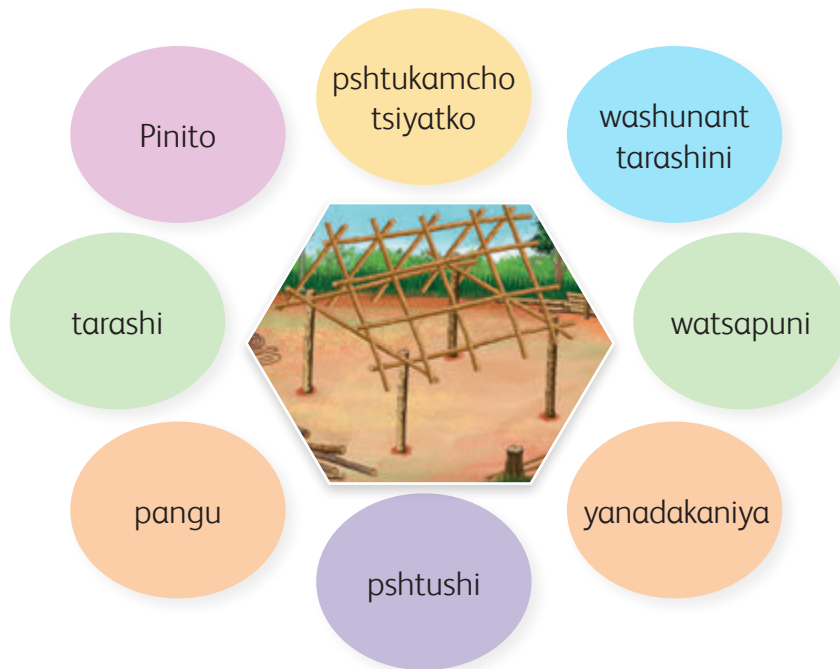 pshtukamcho
tsiyatko
Pinito
washunant
tarashini
tarashi
watsapuni
pangu
yanadakaniya
pshtushi